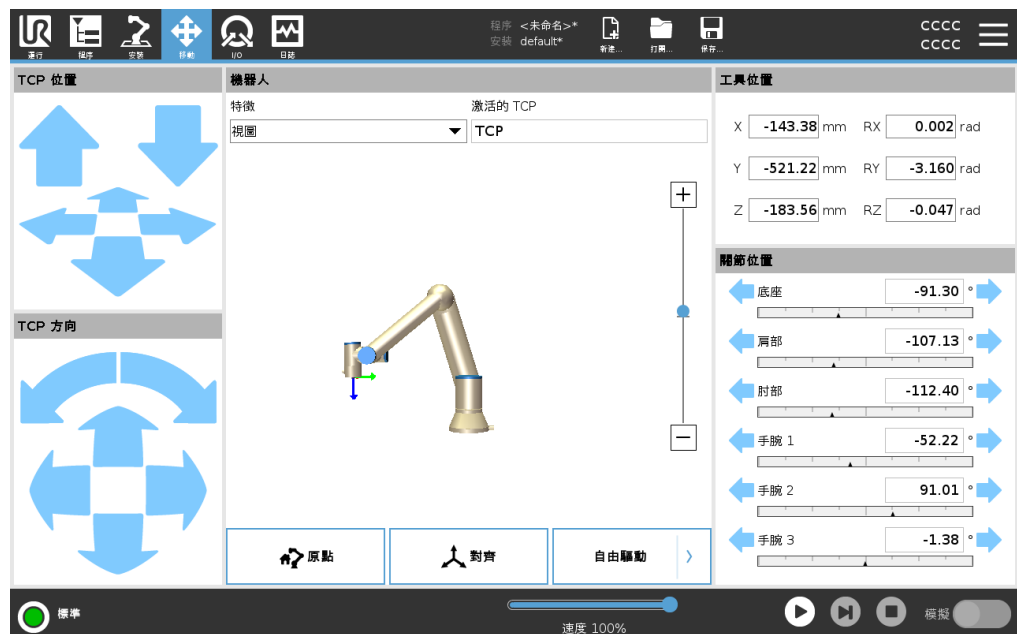 UR
運行
程序
安裝
移動
I/O
日誌
程序 <未命名>*
安裝 default*
新建...
打開...
保存...
CCCC
CCCC
TCP 位置
TCP 方向
機器人
特徵
激活的 TCP
視圖
TCP
+
−
原點
對齊
自由驅動
工具位置
X -143.38 mm RX 0.002 rad
Y -521.22 mm RY -3.160 rad
Z -183.56 mm RZ -0.047 rad
關節位置
底座 -91.30 °
肩部 -107.13 °
肘部 -112.40 °
手腕 1 -52.22 °
手腕 2 91.01 °
手腕 3 -1.38 °
標準
速度 100%
模擬